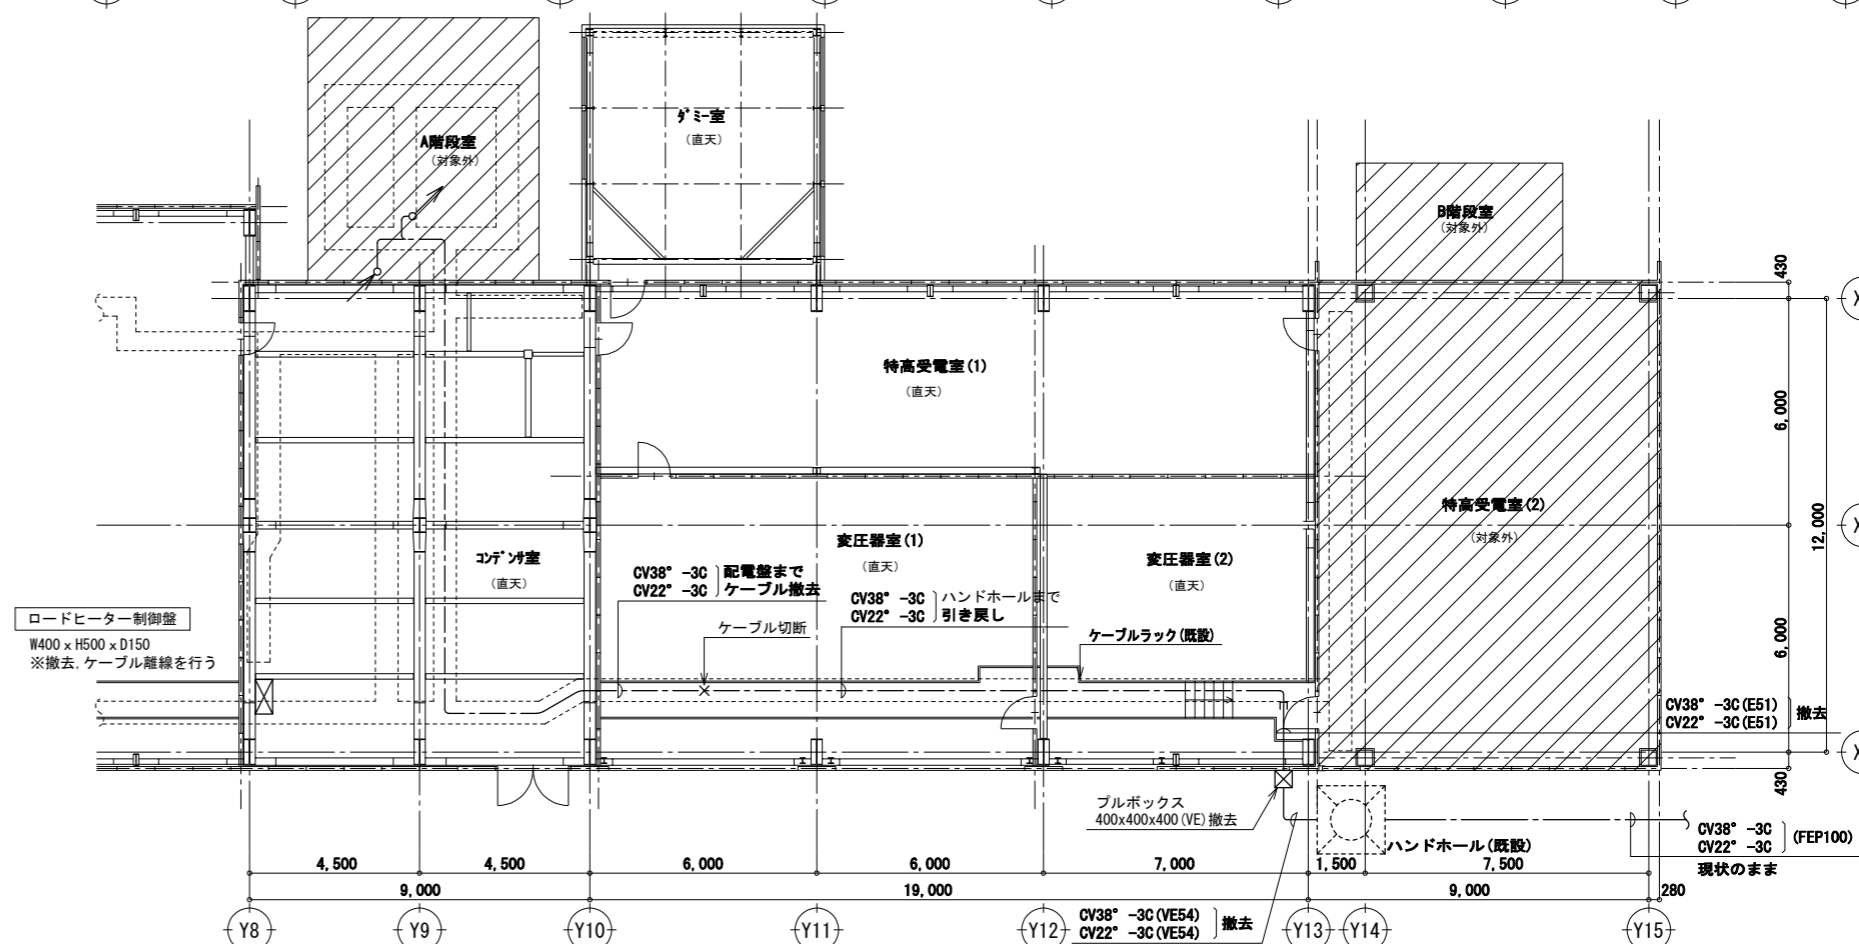 A階段室
(対象外)
ダミー室
(直天)
B階段室
(対象外)
430
特高受電室(1)
(直天)
6,000
特高受電室(2)
(対象外)
12,000
コンデンサ室
(直天)
変圧器室(1)
(直天)
変圧器室(2)
(直天)
CV38°-3C 配電盤まで
CV22°-3C ケーブル撤去
CV38°-3C ハンドホールまで
CV22°-3C 引き戻し
ケーブル切断
ケーブルラック(既設)
ロードヒーター制御盤
W400 x H500 x D150
※撤去,ケーブル離線を行う
6,000
CV38°-3C(E51)
CV22°-3C(E51) 撤去
430
プルボックス
400x400x400(VE)撤去
ハンドホール(既設)
CV38°-3C
CV22°-3C (FEP100)
現状のまま
4,500 4,500 6,000 6,000 7,000 1,500 7,500
9,000 19,000 9,000 280
CV38°-3C(VE54)
CV22°-3C(VE54) 撤去
Y8 Y9 Y10 Y11 Y12 Y13 Y14 Y15
X
X
X